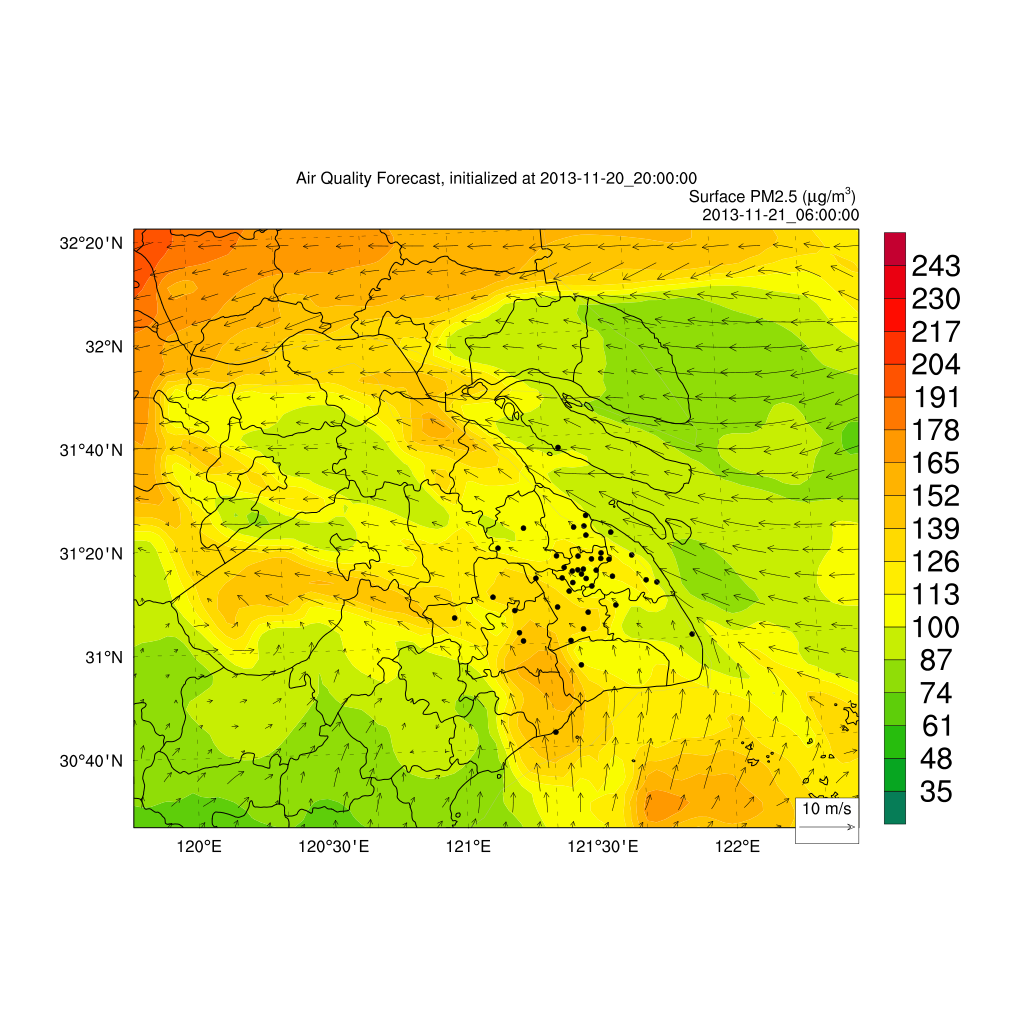 Air Quality Forecast, initialized at 2013-11-20_20:00:00
Surface PM2.5 (μg/m³)
2013-11-21_06:00:00
32°20'N
32°N
31°40'N
31°20'N
31°N
30°40'N
120°E
120°30'E
121°E
121°30'E
122°E
10 m/s
243
230
217
204
191
178
165
152
139
126
113
100
87
74
61
48
35